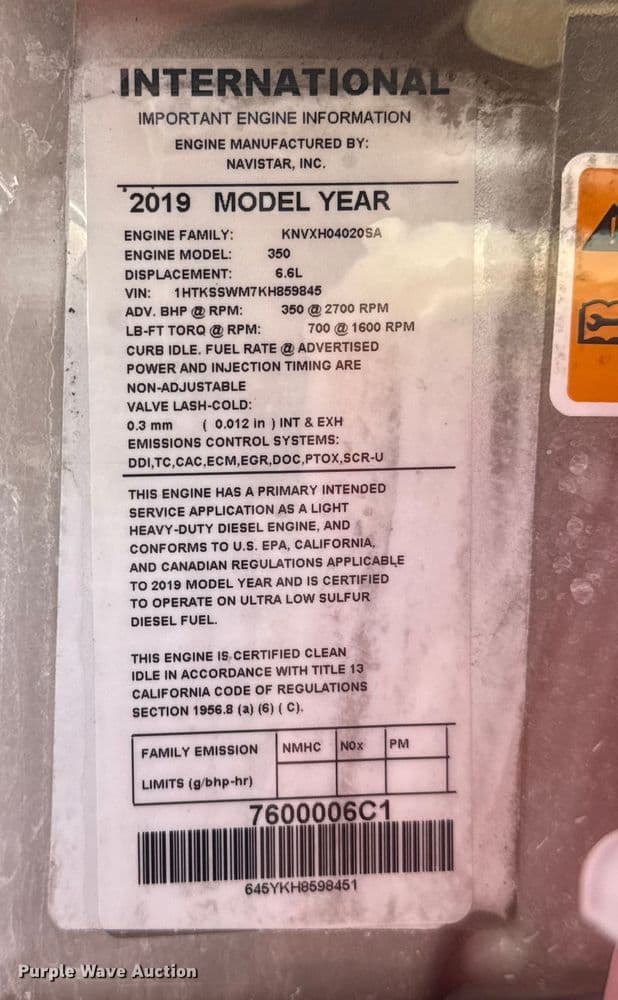 INTERNATIONAL
IMPORTANT ENGINE INFORMATION
ENGINE MANUFACTURED BY:
NAVISTAR, INC.
2019 MODEL YEAR
ENGINE FAMILY: KNVXH04020SA
ENGINE MODEL: 350
DISPLACEMENT: 6.6L
VIN: 1HTKSSWM7KH859845
ADV. BHP @ RPM: 350 @ 2700 RPM
LB-FT TORQ @ RPM: 700 @ 1600 RPM
CURB IDLE. FUEL RATE @ ADVERTISED
POWER AND INJECTION TIMING ARE
NON-ADJUSTABLE
VALVE LASH-COLD:
0.3 mm ( 0.012 in ) INT & EXH
EMISSIONS CONTROL SYSTEMS:
DDI,TC,CAC,ECM,EGR,DOC,PTOX,SCR-U
THIS ENGINE HAS A PRIMARY INTENDED
SERVICE APPLICATION AS A LIGHT
HEAVY-DUTY DIESEL ENGINE, AND
CONFORMS TO U.S. EPA, CALIFORNIA,
AND CANADIAN REGULATIONS APPLICABLE
TO 2019 MODEL YEAR AND IS CERTIFIED
TO OPERATE ON ULTRA LOW SULFUR
DIESEL FUEL.
THIS ENGINE IS CERTIFIED CLEAN
IDLE IN ACCORDANCE WITH TITLE 13
CALIFORNIA CODE OF REGULATIONS
SECTION 1956.8 (a) (6) ( C).
FAMILY EMISSION NMHC NOx PM
LIMITS (g/bhp-hr)
7600006C1
645YKH8598451
Purple Wave Auction